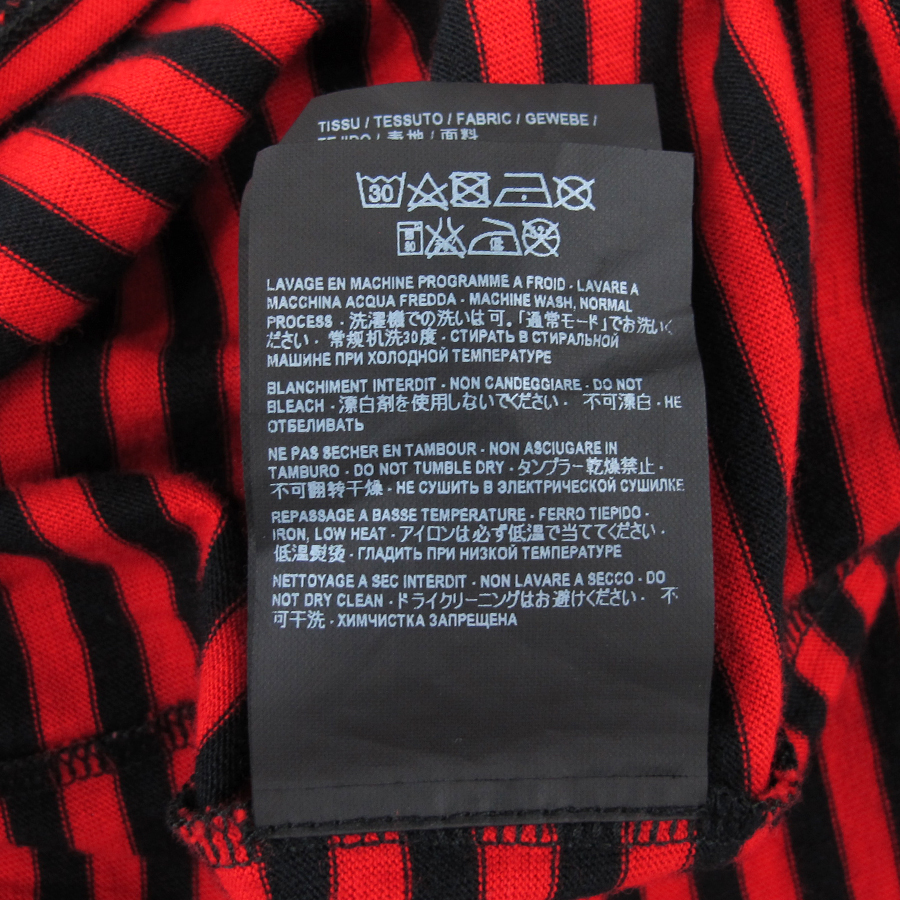 TISSU / TESSUTO / FABRIC / GEWEBE /
TEJIDO / 表地 / 面料
30
LAVAGE EN MACHINE PROGRAMME A FROID - LAVARE A
MACCHINA ACQUA FREDDA - MACHINE WASH, NORMAL
PROCESS - 洗濯機での洗いは可。「通常モード」でお洗いく
ださい - 常规机洗30度 - СТИРАТЬ В СТИРАЛЬНОЙ
МАШИНЕ ПРИ ХОЛОДНОЙ ТЕМПЕРАТУРЕ
BLANCHIMENT INTERDIT - NON CANDEGGIARE - DO NOT
BLEACH - 漂白剤を使用しないでください - 不可漂白 - НЕ
ОТБЕЛИВАТЬ
NE PAS SECHER EN TAMBOUR - NON ASCIUGARE IN
TAMBURO - DO NOT TUMBLE DRY - タンブラー乾燥禁止 -
不可翻转干燥 - НЕ СУШИТЬ В ЭЛЕКТРИЧЕСКОЙ СУШИЛКЕ
REPASSAGE A BASSE TEMPERATURE - FERRO TIEPIDO -
IRON, LOW HEAT - アイロンは必ず低温で当ててください -
低温熨烫 - ГЛАДИТЬ ПРИ НИЗКОЙ ТЕМПЕРАТУРЕ
NETTOYAGE A SEC INTERDIT - NON LAVARE A SECCO - DO
NOT DRY CLEAN - ドライクリーニングはお避けください - 不
可干洗 - ХИМЧИСТКА ЗАПРЕЩЕНА